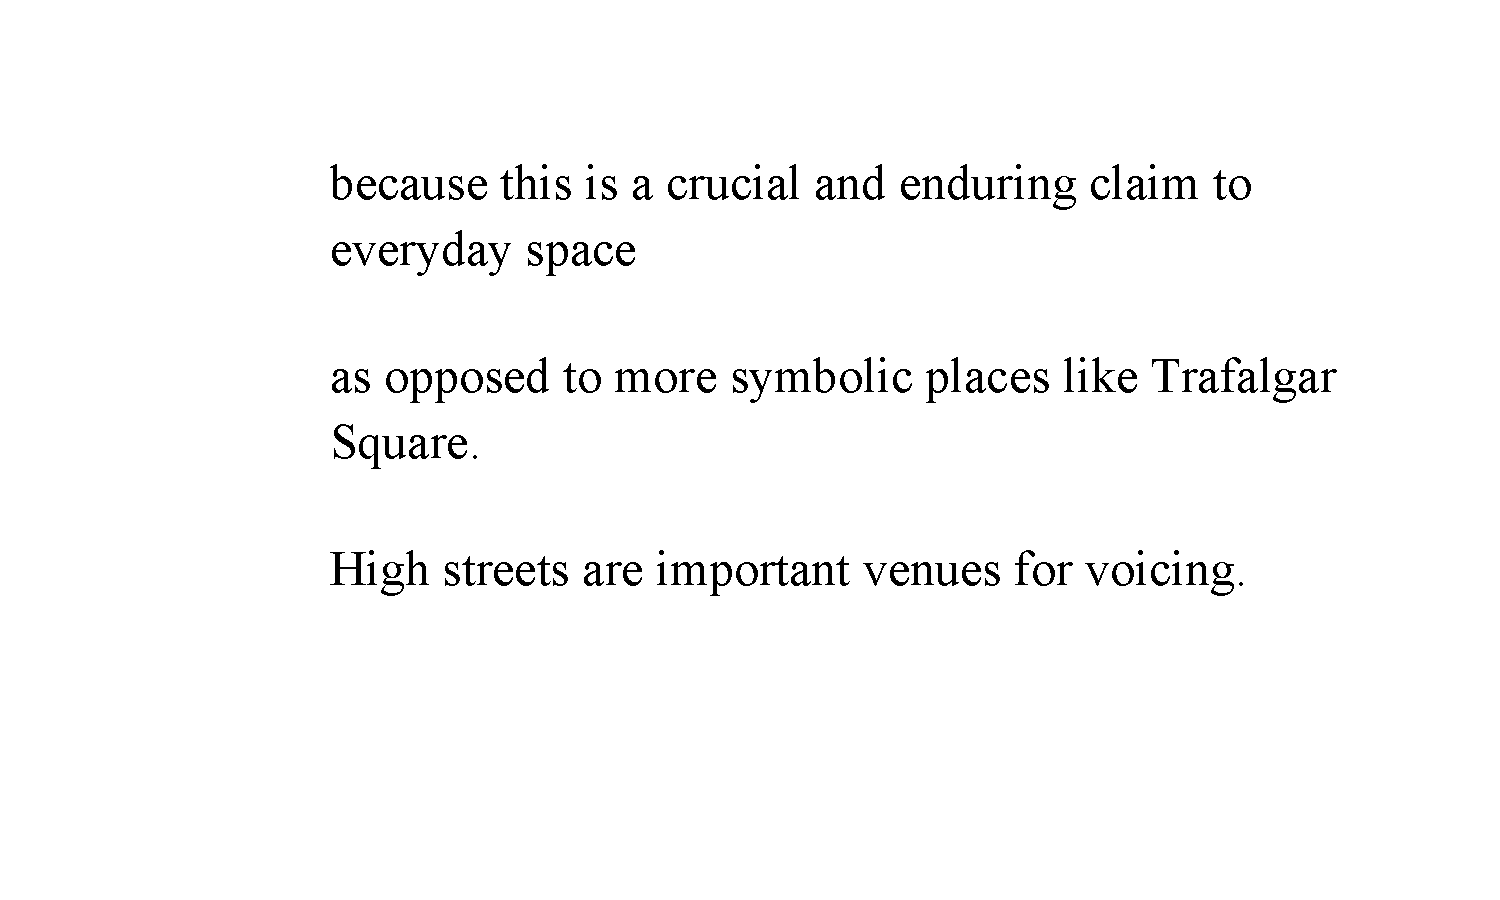 because this is a crucial and enduring claim to
everyday space
as opposed to more symbolic places like Trafalgar
Square.
High streets are important venues for voicing.